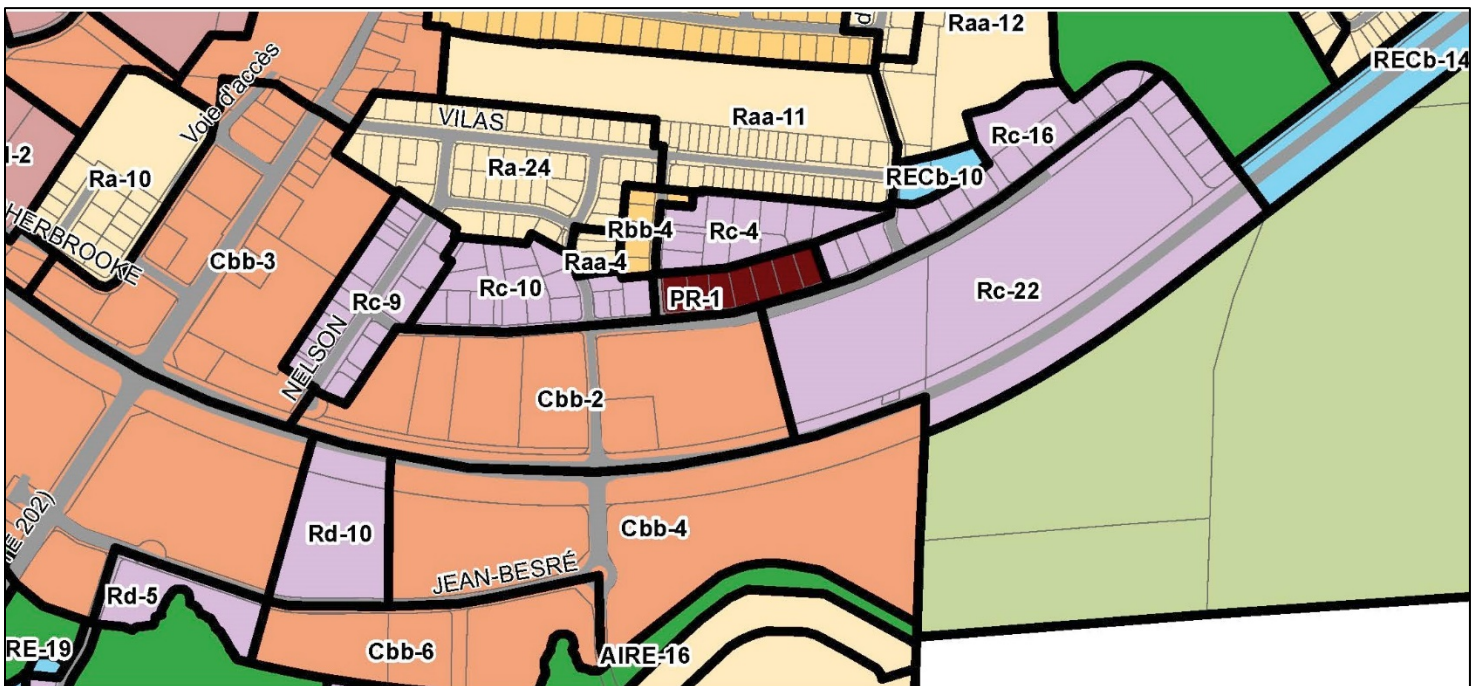 Raa-12
RECb-14
Voie d'accès
VILAS
Raa-11
Rc-16
-2
Ra-10
Ra-24
RECb-10
HERBROOKE
Rbb-4
Rc-4
Cbb-3
Raa-4
Rc-10
Rc-9
PR-1
Rc-22
NELSON
Cbb-2
E 202)
Rd-10
Cbb-4
JEAN-BESRÉ
Rd-5
RE-19
Cbb-6
AIRE-16